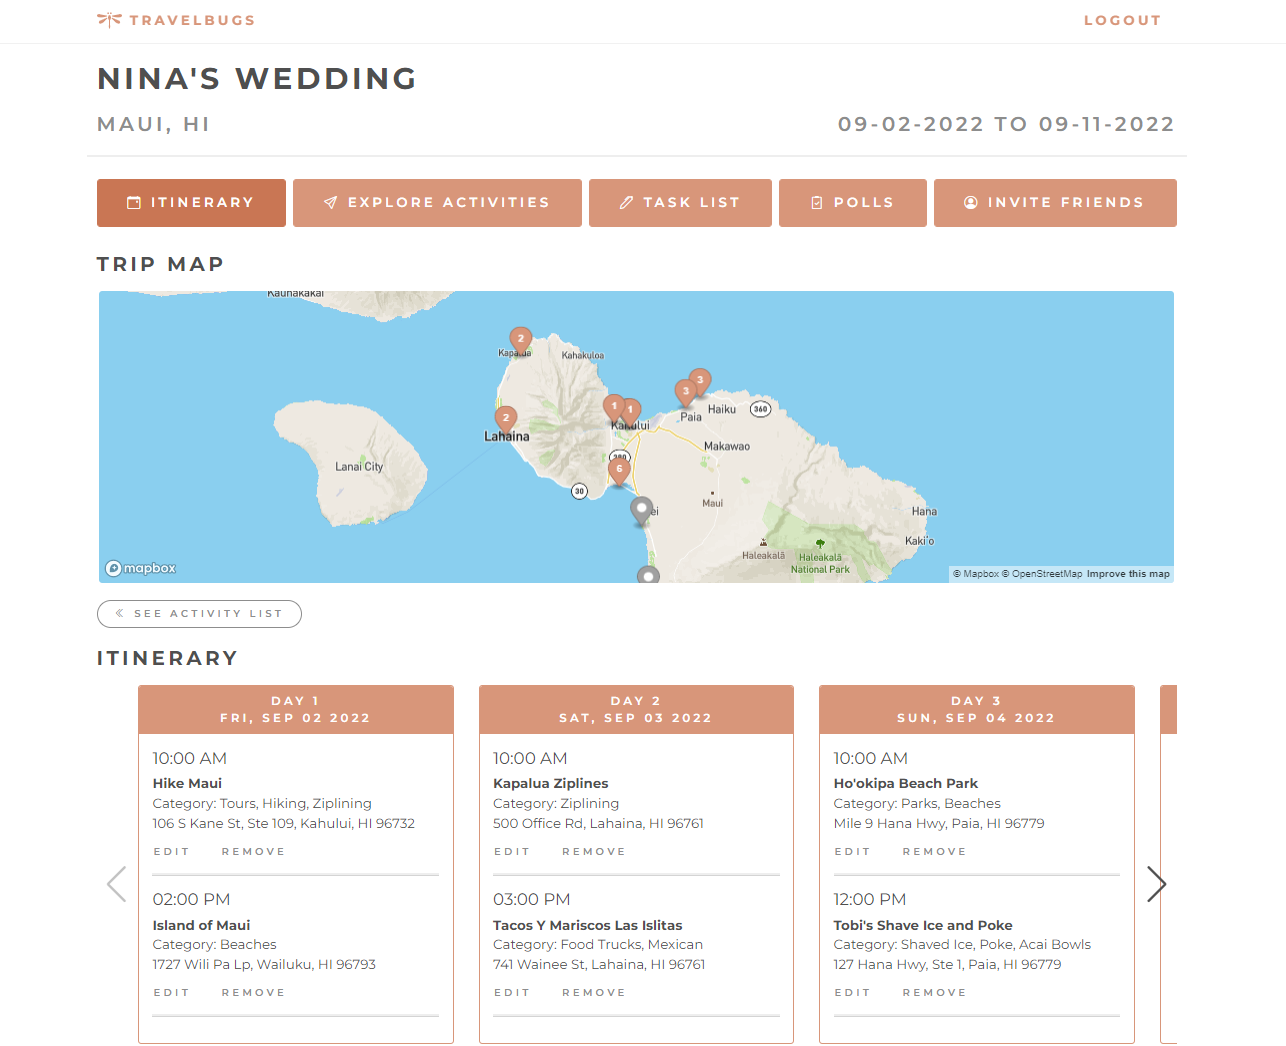 TRAVELBUGS
LOGOUT
NINA'S WEDDING
MAUI, HI
09-02-2022 TO 09-11-2022
ITINERARY
EXPLORE ACTIVITIES
TASK LIST
POLLS
INVITE FRIENDS
TRIP MAP
Kaunakakai
2
Kahakuloa
3
3
1
1
Haiku
360
2
Paia
Lahaina
Makawao
Lanai City
6
30
Maui
Hana
Kaki'o
Haleakalā
Haleakalā
National Park
mapbox
© Mapbox © OpenStreetMap Improve this map
SEE ACTIVITY LIST
ITINERARY
DAY 1
FRI, SEP 02 2022
10:00 AM
Hike Maui
Category: Tours, Hiking, Ziplining
106 S Kane St, Ste 109, Kahului, HI 96732
EDIT REMOVE
02:00 PM
Island of Maui
Category: Beaches
1727 Wili Pa Lp, Wailuku, HI 96793
EDIT REMOVE
DAY 2
SAT, SEP 03 2022
10:00 AM
Kapalua Ziplines
Category: Ziplining
500 Office Rd, Lahaina, HI 96761
EDIT REMOVE
03:00 PM
Tacos Y Mariscos Las Islitas
Category: Food Trucks, Mexican
741 Wainee St, Lahaina, HI 96761
EDIT REMOVE
DAY 3
SUN, SEP 04 2022
10:00 AM
Ho'okipa Beach Park
Category: Parks, Beaches
Mile 9 Hana Hwy, Paia, HI 96779
EDIT REMOVE
12:00 PM
Tobi's Shave Ice and Poke
Category: Shaved Ice, Poke, Acai Bowls
127 Hana Hwy, Ste 1, Paia, HI 96779
EDIT REMOVE